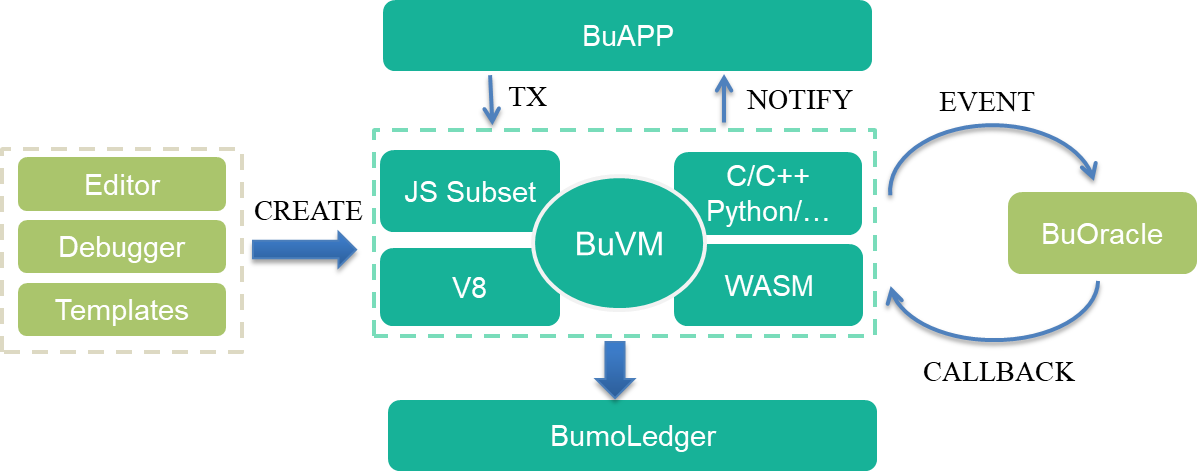 BuAPP
TX
NOTIFY
EVENT
Editor
Debugger
Templates
CREATE
JS Subset
C/C++
Python/…
BuVM
V8
WASM
BuOracle
CALLBACK
BumoLedger